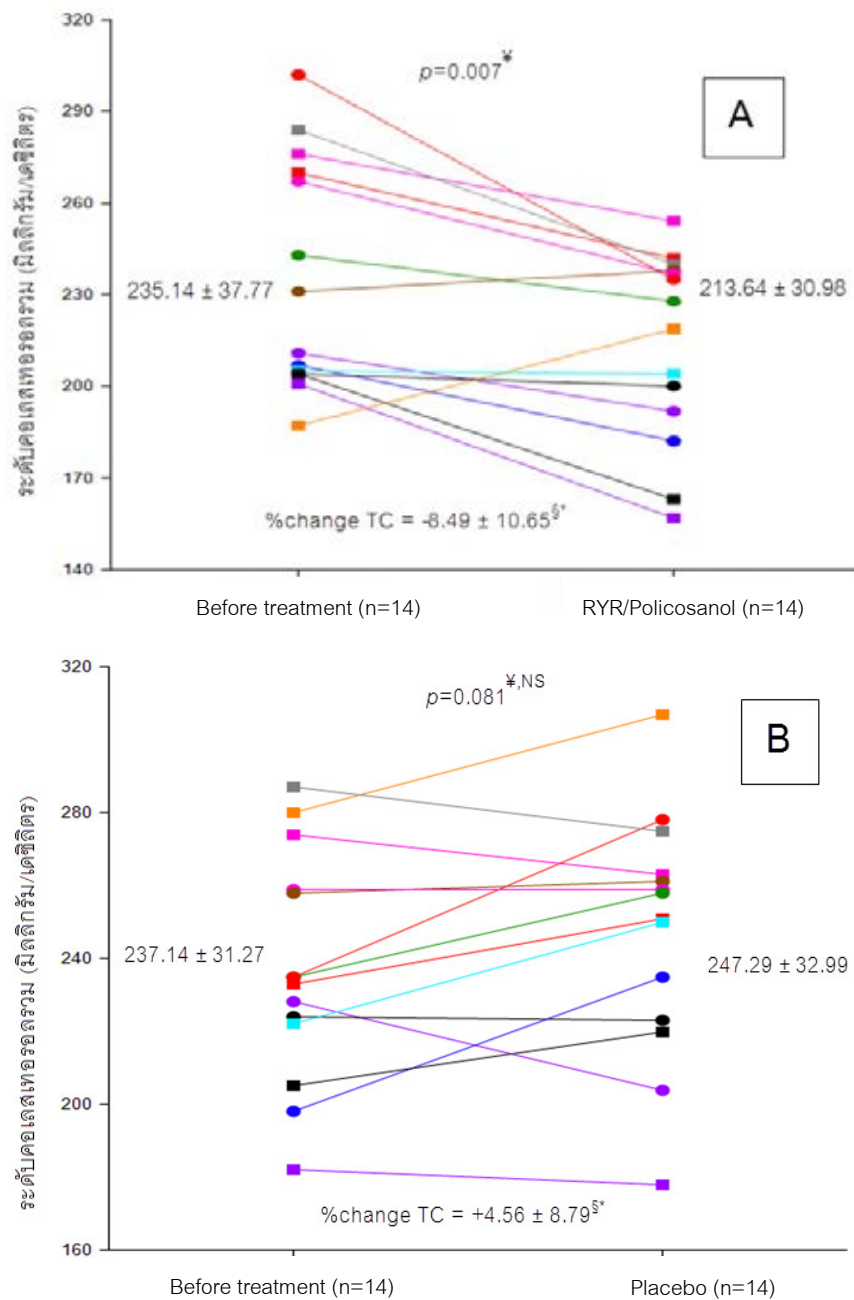 320
p=0.007¥
A
290
260
230
235.14 ± 37.77
213.64 ± 30.98
200
170
%change TC = -8.49 ± 10.65§*
140
ระดับคอเลสเทอรอลรวม (มิลลิกรัม/เดซิลิตร)
Before treatment (n=14)
RYR/Policosanol (n=14)
320
p=0.081¥,NS
B
280
240
237.14 ± 31.27
247.29 ± 32.99
200
%change TC = +4.56 ± 8.79§*
160
ระดับคอเลสเทอรอลรวม (มิลลิกรัม/เดซิลิตร)
Before treatment (n=14)
Placebo (n=14)